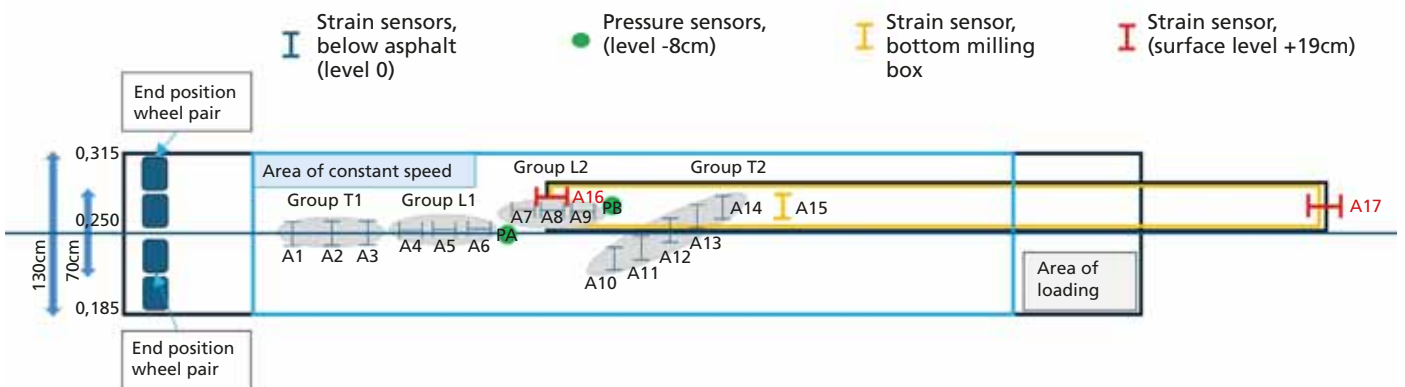 Strain sensors,
below asphalt
(level 0)
Pressure sensors,
(level -8cm)
Strain sensor,
bottom milling
box
Strain sensor,
(surface level +19cm)
End position
wheel pair
0,315
0,250
0,185
130cm
70cm
Area of constant speed
Group T1
Group L1
Group L2
Group T2
A1
A2
A3
A4
A5
A6
PA
A7
A8
A9
A16
PB
A10
A11
A12
A13
A14
A15
A17
Area of
loading
End position
wheel pair